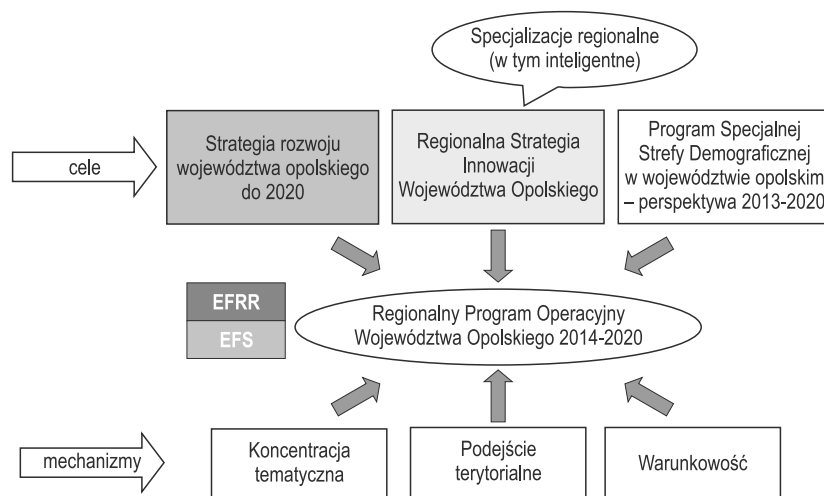 Specjalizacje regionalne
(w tym inteligentne)
cele
Strategia rozwoju
województwa opolskiego
do 2020
Regionalna Strategia
Innowacji
Województwa Opolskiego
Program Specjalnej
Strefy Demograficznej
w województwie opolskim
– perspektywa 2013-2020
EFRR
EFS
Regionalny Program Operacyjny
Województwa Opolskiego 2014-2020
mechanizmy
Koncentracja
tematyczna
Podejście
terytorialne
Warunkowość